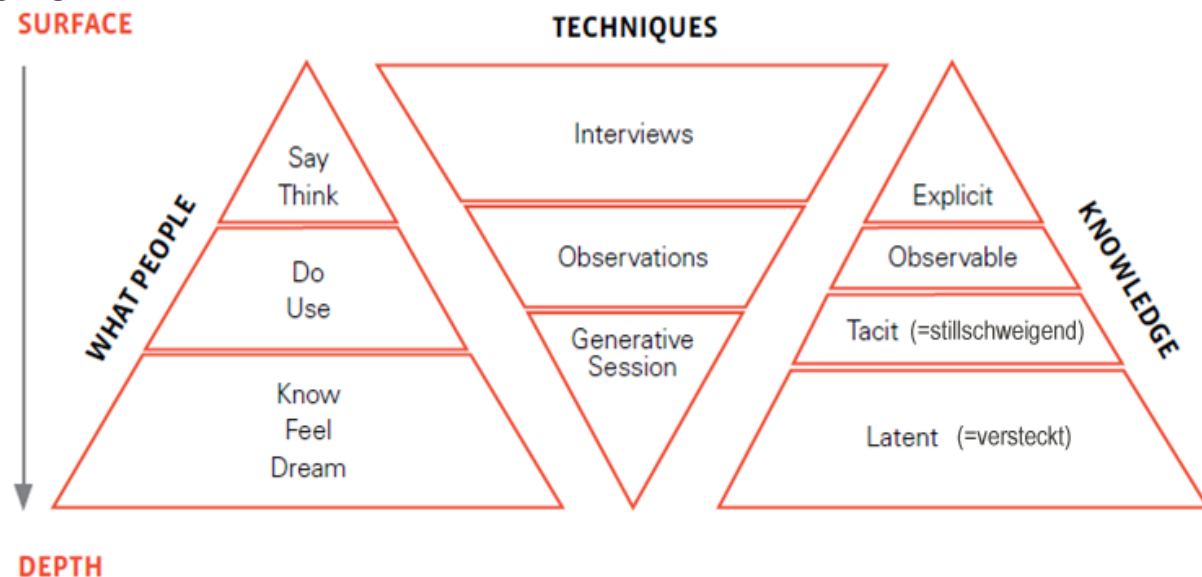 SURFACE
TECHNIQUES
WHAT PEOPLE
Say
Think
Do
Use
Know
Feel
Dream
Interviews
Observations
Generative
Session
Explicit
Observable
Tacit (=stillschweigend)
Latent (=versteckt)
KNOWLEDGE
DEPTH